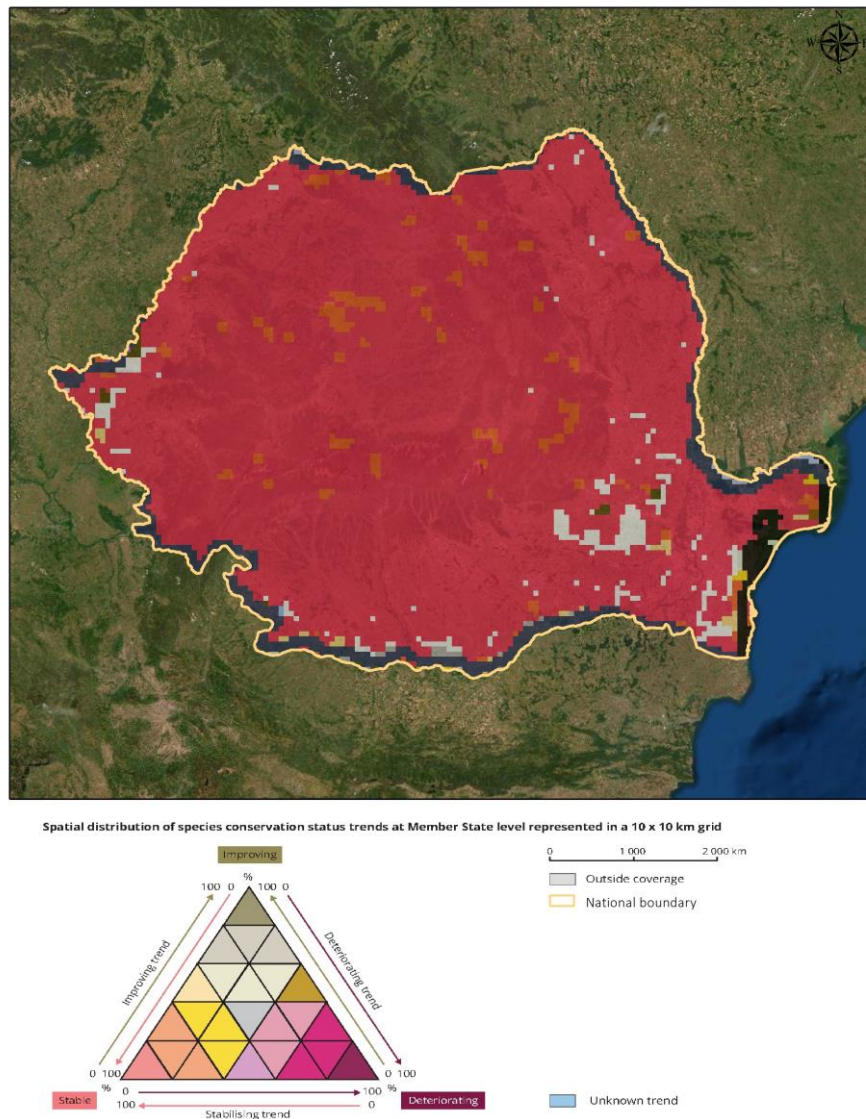 N
W
S
Spatial distribution of species conservation status trends at Member State level represented in a 10 x 10 km grid
Improving
0 1 000 2 000 km
%
100 0 100 0
Outside coverage
National boundary
Improving trend
Deteriorating trend
0 100 0 100
% %
Stable 0 100 Deteriorating
100 0
Stabilising trend
Unknown trend